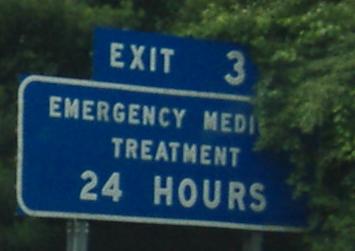 EXIT 3
EMERGENCY MEDI
TREATMENT
24 HOURS